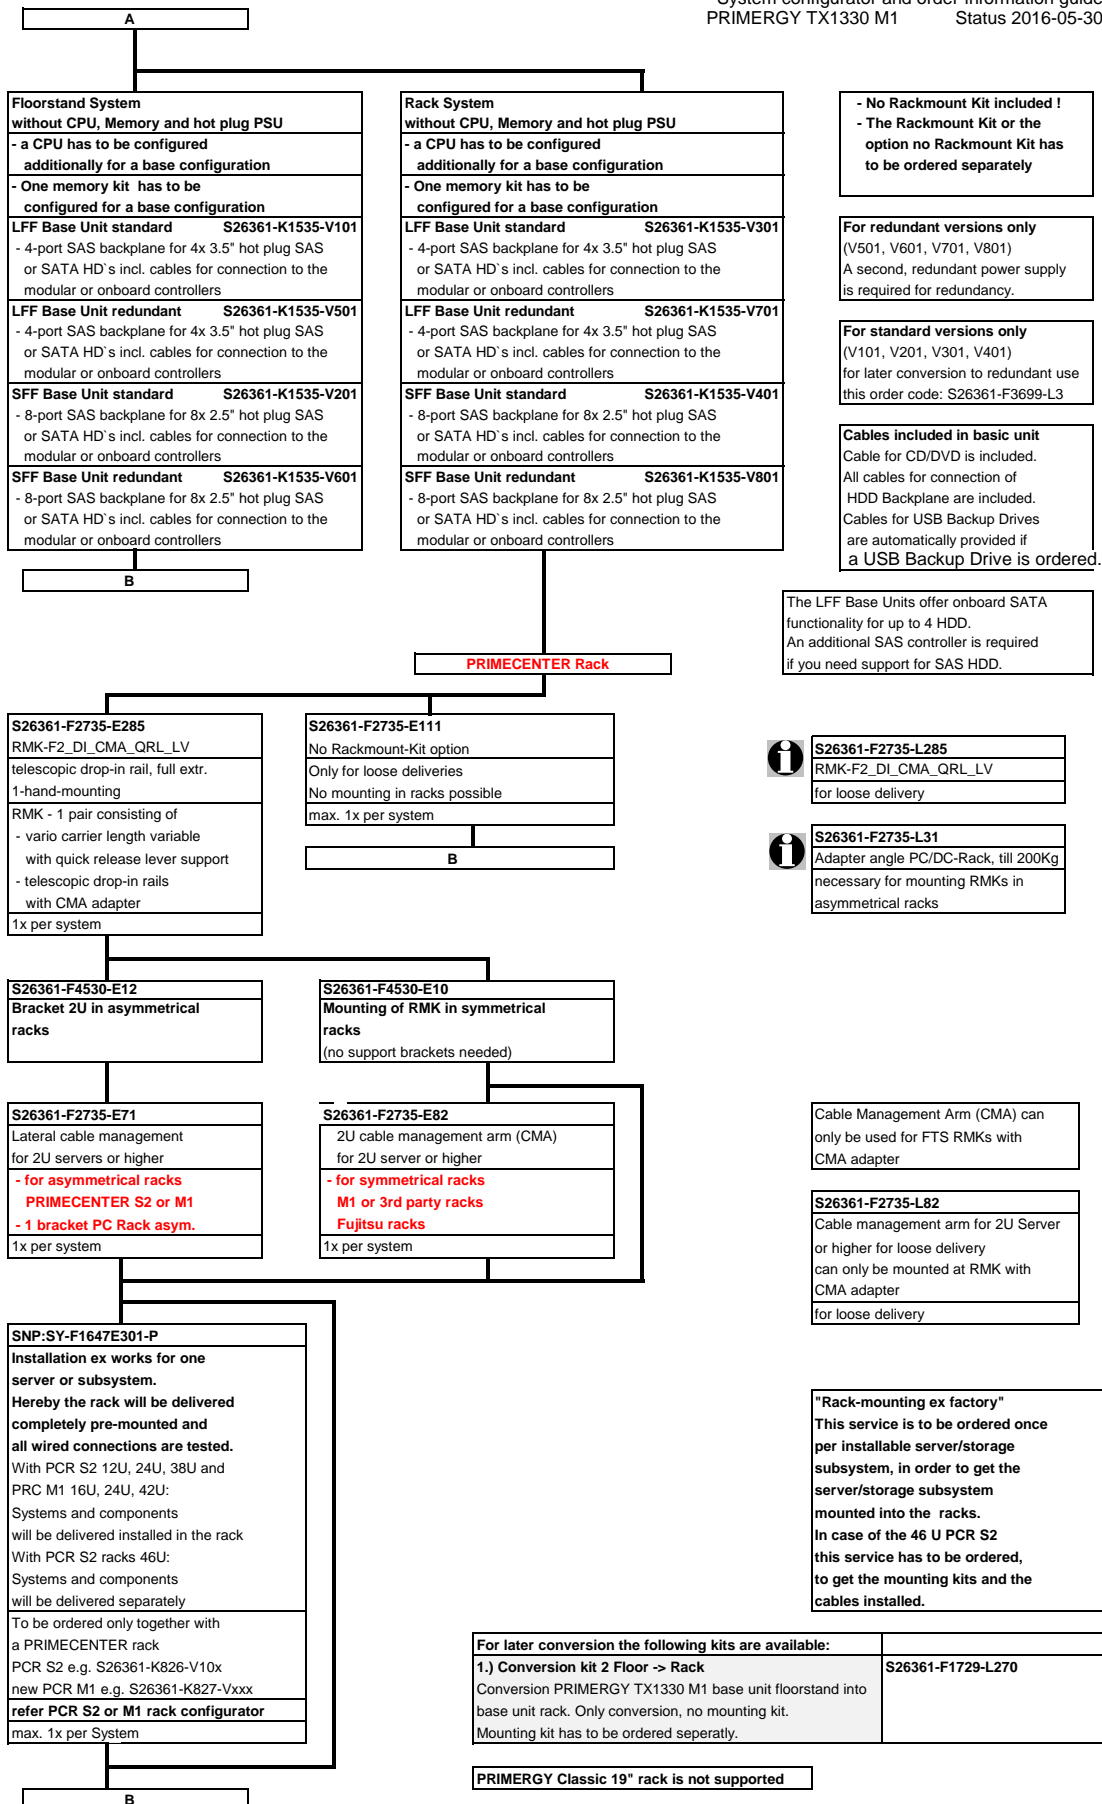 System configurator and order information guide
PRIMERGY TX1330 M1 Status 2016-05-30
A
Floorstand System
without CPU, Memory and hot plug PSU
- a CPU has to be configured
additionally for a base configuration
- One memory kit has to be
configured for a base configuration
LFF Base Unit standard S26361-K1535-V101
- 4-port SAS backplane for 4x 3.5" hot plug SAS
or SATA HD`s incl. cables for connection to the
modular or onboard controllers
LFF Base Unit redundant S26361-K1535-V501
- 4-port SAS backplane for 4x 3.5" hot plug SAS
or SATA HD`s incl. cables for connection to the
modular or onboard controllers
SFF Base Unit standard S26361-K1535-V201
- 8-port SAS backplane for 8x 2.5" hot plug SAS
or SATA HD`s incl. cables for connection to the
modular or onboard controllers
SFF Base Unit redundant S26361-K1535-V601
- 8-port SAS backplane for 8x 2.5" hot plug SAS
or SATA HD`s incl. cables for connection to the
modular or onboard controllers
B
Rack System
without CPU, Memory and hot plug PSU
- a CPU has to be configured
additionally for a base configuration
- One memory kit has to be
configured for a base configuration
LFF Base Unit standard S26361-K1535-V301
- 4-port SAS backplane for 4x 3.5" hot plug SAS
or SATA HD`s incl. cables for connection to the
modular or onboard controllers
LFF Base Unit redundant S26361-K1535-V701
- 4-port SAS backplane for 4x 3.5" hot plug SAS
or SATA HD`s incl. cables for connection to the
modular or onboard controllers
SFF Base Unit standard S26361-K1535-V401
- 8-port SAS backplane for 8x 2.5" hot plug SAS
or SATA HD`s incl. cables for connection to the
modular or onboard controllers
SFF Base Unit redundant S26361-K1535-V801
- 8-port SAS backplane for 8x 2.5" hot plug SAS
or SATA HD`s incl. cables for connection to the
modular or onboard controllers
- No Rackmount Kit included !
- The Rackmount Kit or the
option no Rackmount Kit has
to be ordered separately
For redundant versions only
(V501, V601, V701, V801)
A second, redundant power supply
is required for redundancy.
For standard versions only
(V101, V201, V301, V401)
for later conversion to redundant use
this order code: S26361-F3699-L3
Cables included in basic unit
Cable for CD/DVD is included.
All cables for connection of
HDD Backplane are included.
Cables for USB Backup Drives
are automatically provided if
a USB Backup Drive is ordered.
The LFF Base Units offer onboard SATA
functionality for up to 4 HDD.
An additional SAS controller is required
if you need support for SAS HDD.
PRIMECENTER Rack
S26361-F2735-E285
RMK-F2_DI_CMA_QRL_LV
telescopic drop-in rail, full extr.
1-hand-mounting
RMK - 1 pair consisting of
- vario carrier length variable
with quick release lever support
- telescopic drop-in rails
with CMA adapter
1x per system
S26361-F2735-E111
No Rackmount-Kit option
Only for loose deliveries
No mounting in racks possible
max. 1x per system
B
S26361-F2735-L285
RMK-F2_DI_CMA_QRL_LV
for loose delivery
S26361-F2735-L31
Adapter angle PC/DC-Rack, till 200Kg
necessary for mounting RMKs in
asymmetrical racks
S26361-F4530-E12
Bracket 2U in asymmetrical
racks
S26361-F4530-E10
Mounting of RMK in symmetrical
racks
(no support brackets needed)
S26361-F2735-E71
Lateral cable management
for 2U servers or higher
- for asymmetrical racks
PRIMECENTER S2 or M1
- 1 bracket PC Rack asym.
1x per system
S26361-F2735-E82
2U cable management arm (CMA)
for 2U server or higher
- for symmetrical racks
M1 or 3rd party racks
Fujitsu racks
1x per system
Cable Management Arm (CMA) can
only be used for FTS RMKs with
CMA adapter
S26361-F2735-L82
Cable management arm for 2U Server
or higher for loose delivery
can only be mounted at RMK with
CMA adapter
for loose delivery
SNP:SY-F1647E301-P
Installation ex works for one
server or subsystem.
Hereby the rack will be delivered
completely pre-mounted and
all wired connections are tested.
With PCR S2 12U, 24U, 38U and
PRC M1 16U, 24U, 42U:
Systems and components
will be delivered installed in the rack
With PCR S2 racks 46U:
Systems and components
will be delivered separately
To be ordered only together with
a PRIMECENTER rack
PCR S2 e.g. S26361-K826-V10x
new PCR M1 e.g. S26361-K827-Vxxx
refer PCR S2 or M1 rack configurator
max. 1x per System
B
"Rack-mounting ex factory"
This service is to be ordered once
per installable server/storage
subsystem, in order to get the
server/storage subsystem
mounted into the racks.
In case of the 46 U PCR S2
this service has to be ordered,
to get the mounting kits and the
cables installed.
For later conversion the following kits are available:
1.) Conversion kit 2 Floor -> Rack S26361-F1729-L270
Conversion PRIMERGY TX1330 M1 base unit floorstand into
base unit rack. Only conversion, no mounting kit.
Mounting kit has to be ordered seperatly.
PRIMERGY Classic 19" rack is not supported